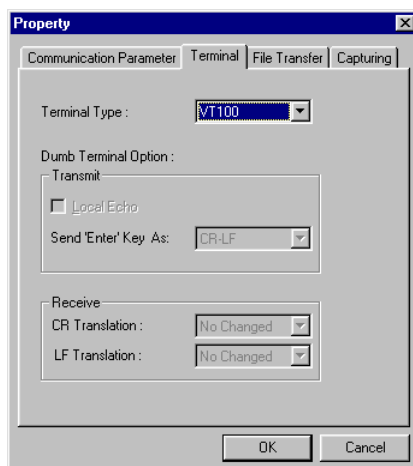 Property
Communication Parameter Terminal File Transfer Capturing
Terminal Type : VT100
Dumb Terminal Option :
Transmit
Local Echo
Send 'Enter' Key As: CR-LF
Receive
CR Translation : No Changed
LF Translation : No Changed
OK Cancel